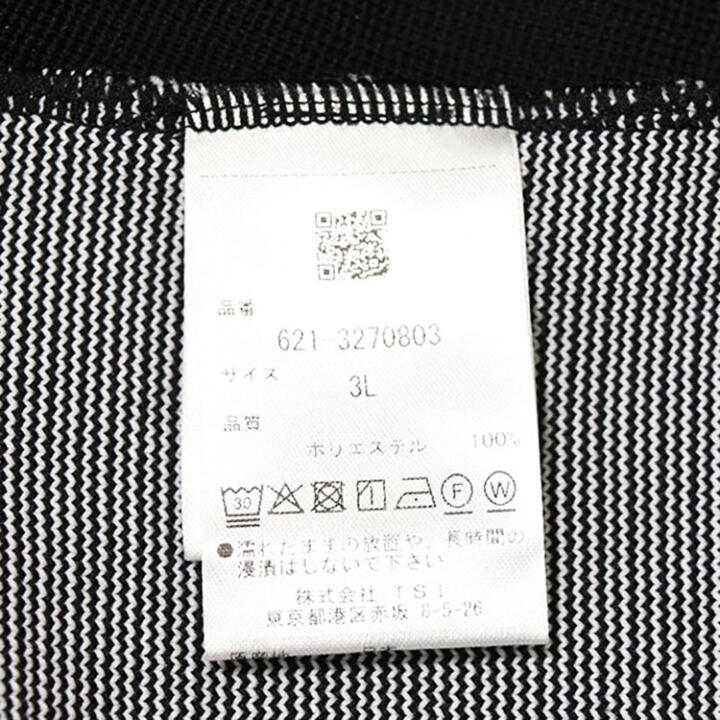 品番
621-3270803
サイズ
3L
品質
ポリエステル 100%
30
F W
●濡れたままの放置や、長時間の
浸漬はしないで下さい。
株式会社 TSI
東京都港区赤坂 8-5-26